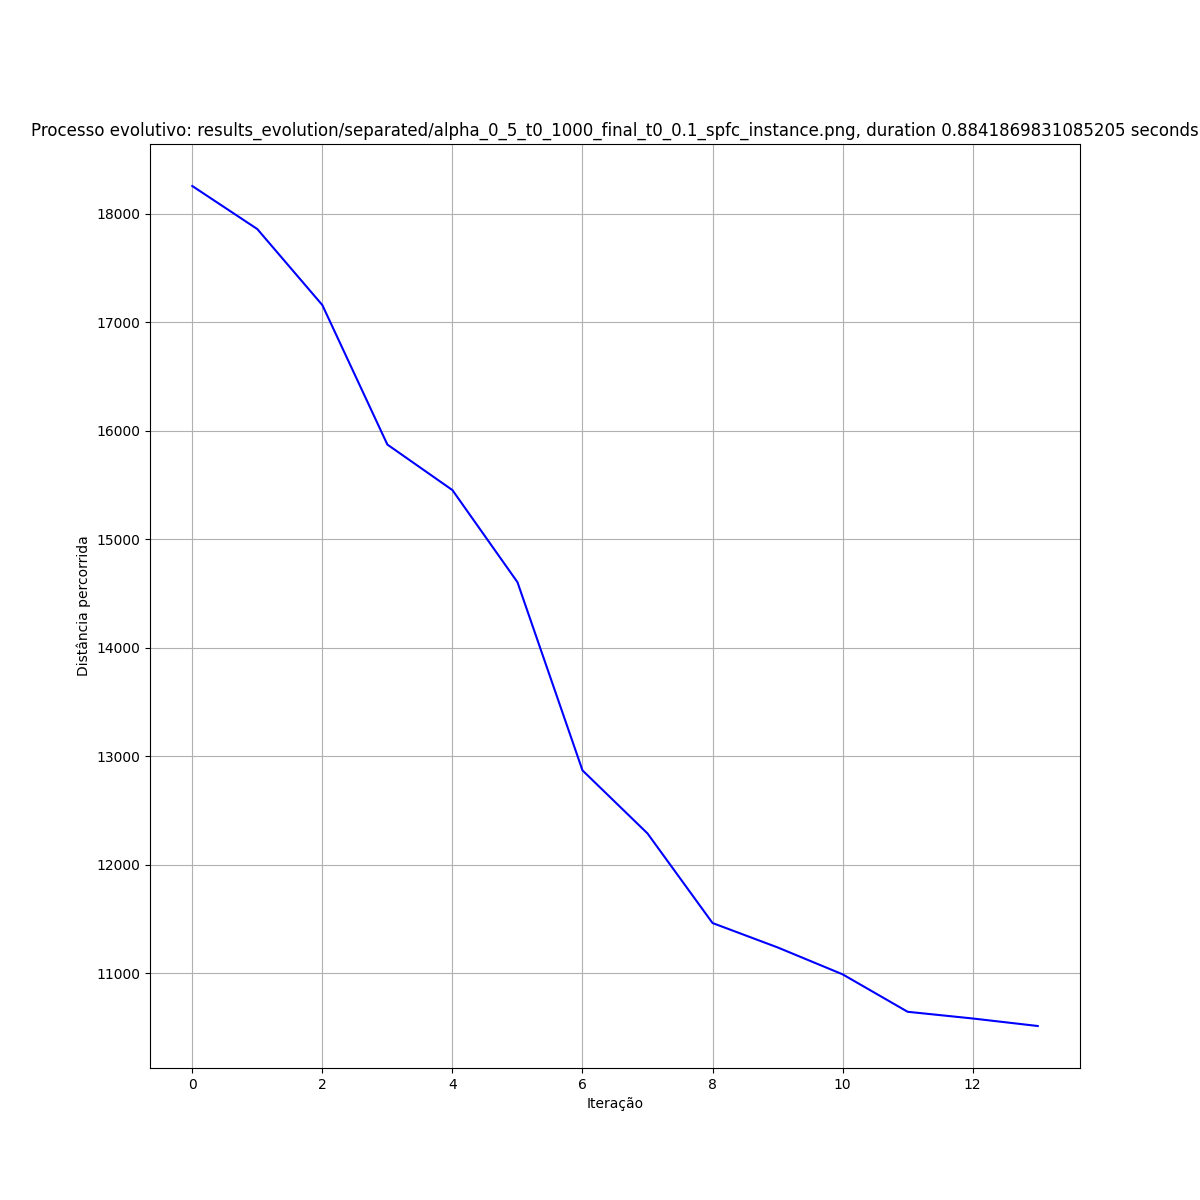 Processo evolutivo: results_evolution/separated/alpha_0_5_t0_1000_final_t0_0.1_spfc_instance.png, duration 0.8841869831085205 seconds
18000
17000
16000
15000
14000
13000
12000
11000
Distância percorrida
0 2 4 6 8 10 12
Iteração